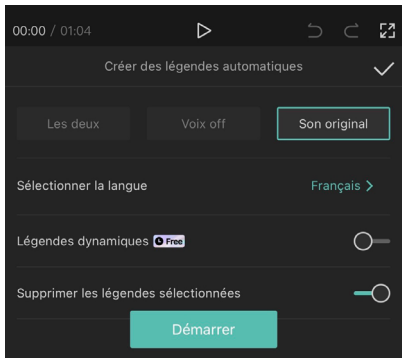 00:00 / 01:04
Créer des légendes automatiques
Les deux Voix off Son original
Sélectionner la langue Français
Légendes dynamiques Free
Supprimer les légendes sélectionnées
Démarrer